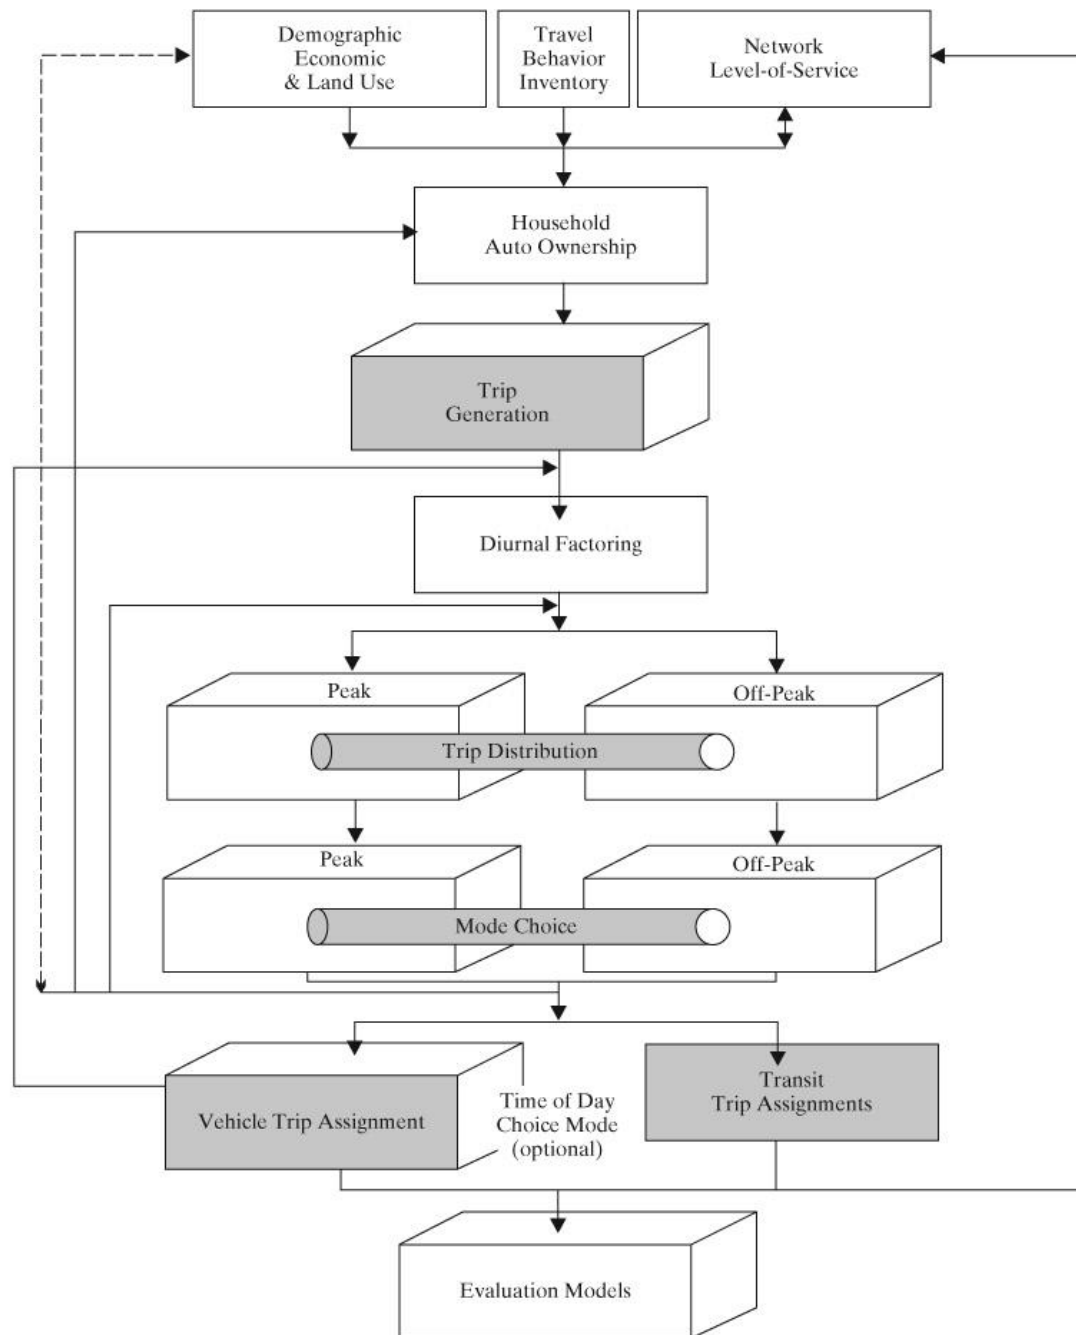 Demographic
Economic
& Land Use
Travel
Behavior
Inventory
Network
Level-of-Service
Household
Auto Ownership
Trip
Generation
Diurnal Factoring
Peak
Off-Peak
Trip Distribution
Peak
Off-Peak
Mode Choice
Vehicle Trip Assignment
Time of Day
Choice Mode
(optional)
Transit
Trip Assignments
Evaluation Models